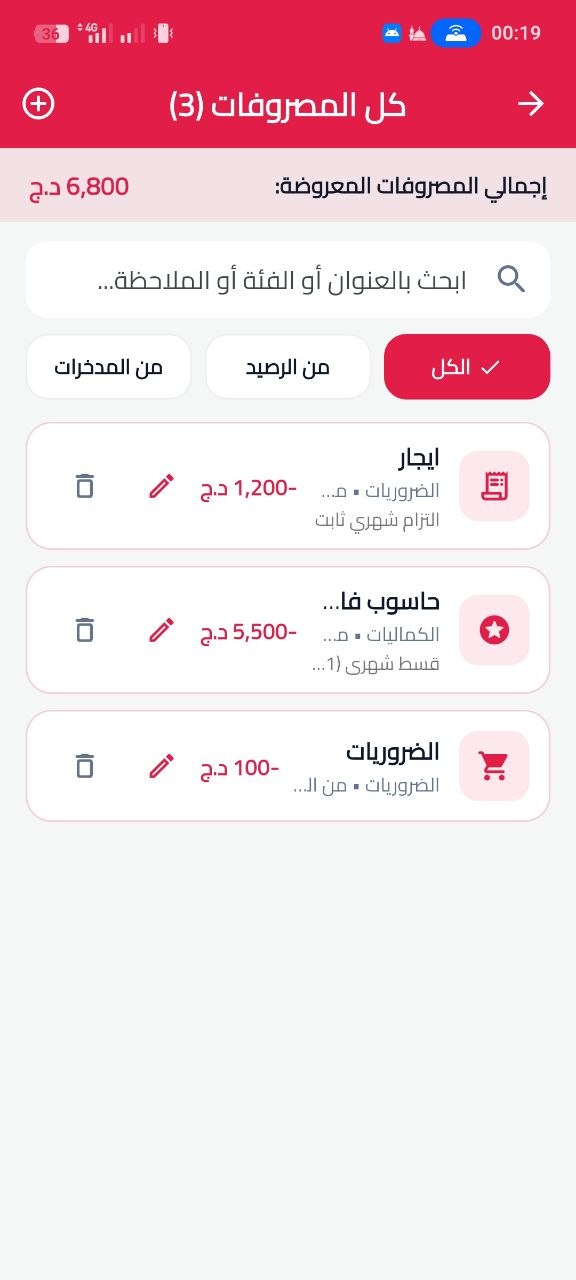 00:19
4G
36
كل المصروفات (3)
إجمالي المصروفات المعروضة:
6,800 د.ج
ابحث بالعنوان أو الفئة أو الملاحظة...
الكل
من الرصيد
من المدخرات
ايجار
الضروريات • م...
التزام شهري ثابت
-1,200 د.ج
حاسوب فا...
الكماليات • م...
قسط شهري (1...
-5,500 د.ج
الضروريات
الضروريات • من ال...
-100 د.ج